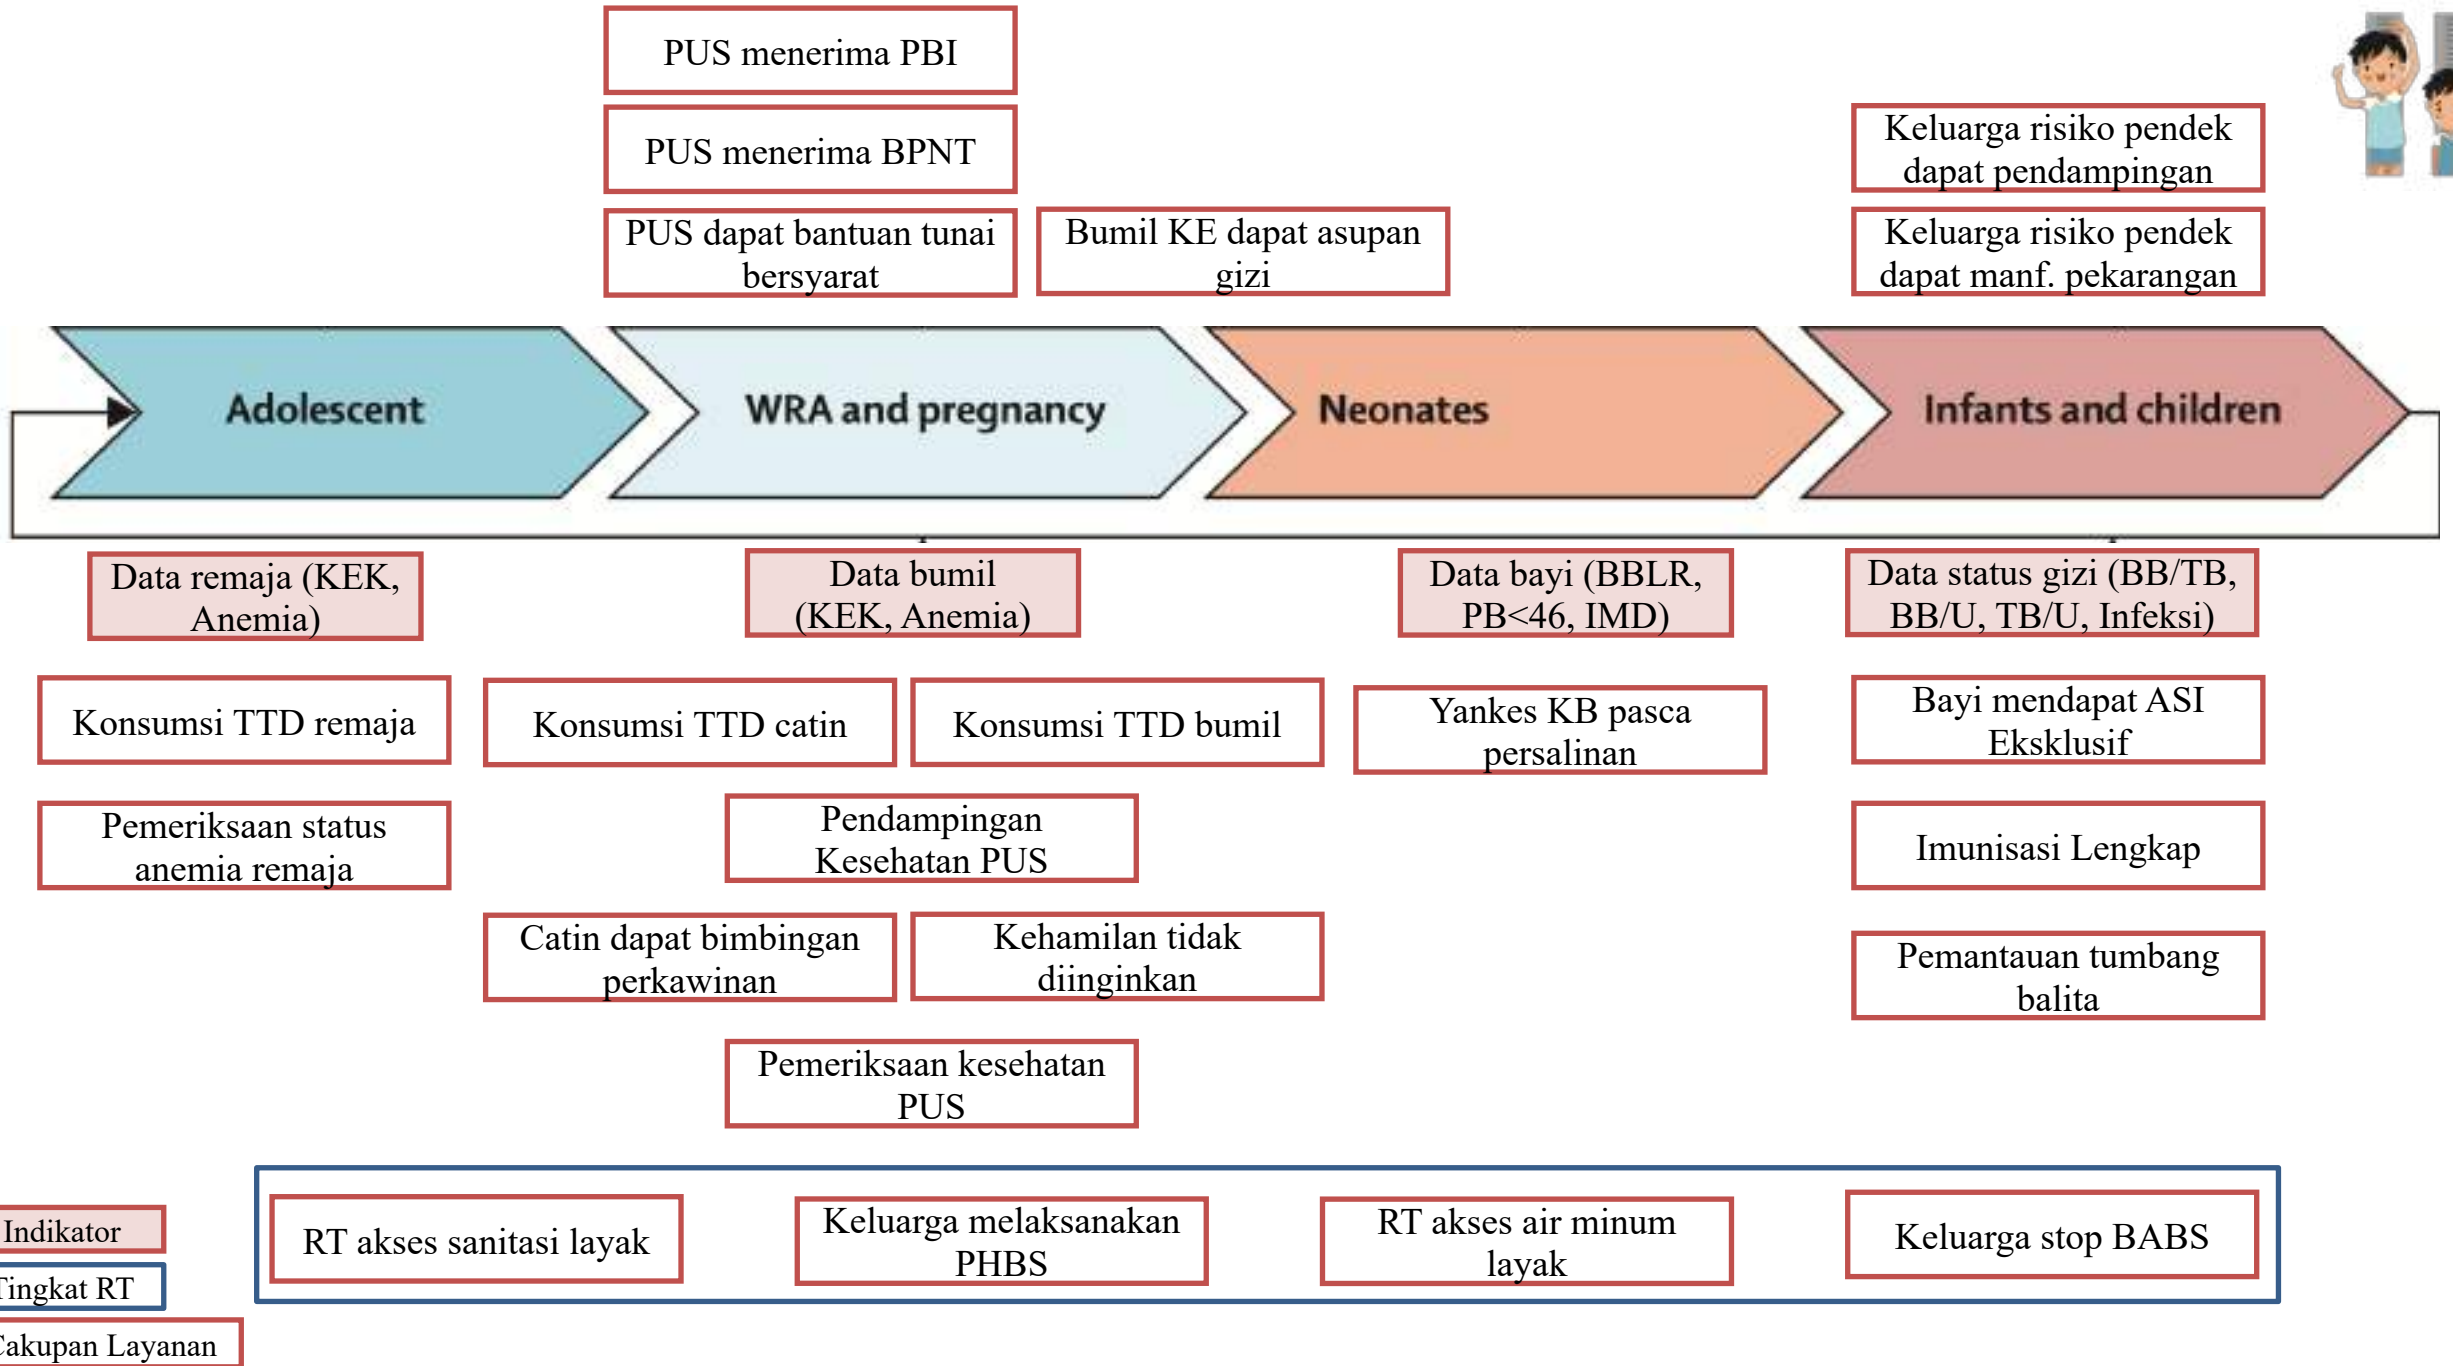 PUS menerima PBI
PUS menerima BPNT
PUS dapat bantuan tunai
bersyarat
Bumil KE dapat asupan
gizi
Keluarga risiko pendek
dapat pendampingan
Keluarga risiko pendek
dapat manf. pekarangan
Adolescent
WRA and pregnancy
Neonates
Infants and children
Data remaja (KEK,
Anemia)
Data bumil
(KEK, Anemia)
Data bayi (BBLR,
PB<46, IMD)
Data status gizi (BB/TB,
BB/U, TB/U, Infeksi)
Konsumsi TTD remaja
Konsumsi TTD catin
Konsumsi TTD bumil
Yankes KB pasca
persalinan
Bayi mendapat ASI
Eksklusif
Pemeriksaan status
anemia remaja
Pendampingan
Kesehatan PUS
Imunisasi Lengkap
Catin dapat bimbingan
perkawinan
Kehamilan tidak
diinginkan
Pemantauan tumbang
balita
Pemeriksaan kesehatan
PUS
RT akses sanitasi layak
Keluarga melaksanakan
PHBS
RT akses air minum
layak
Keluarga stop BABS
Indikator
Tingkat RT
Cakupan Layanan